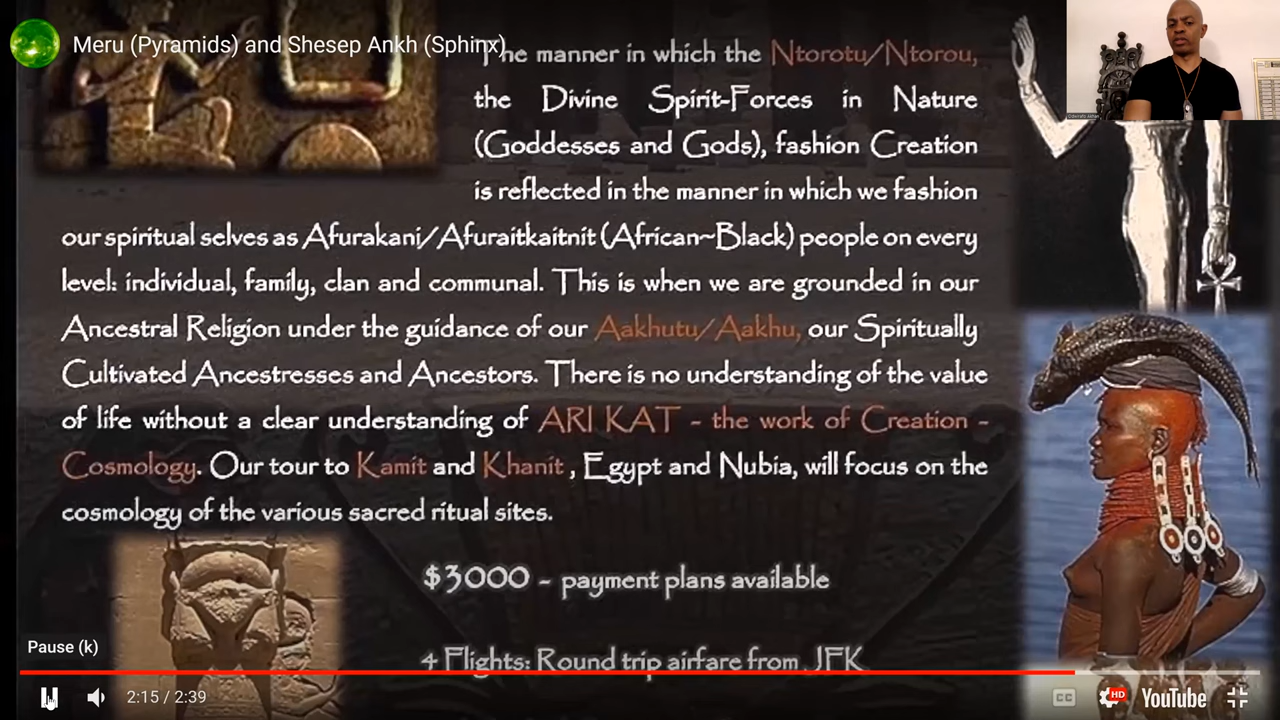 Meru (Pyramids) and Shesep Ankh (Sphinx)
The manner in which the Ntorotu/Ntorou,
the Divine Spirit-Forces in Nature
(Goddesses and Gods), fashion Creation
is reflected in the manner in which we fashion
our spiritual selves as Afurakani/Afuraitkaitnit (African~Black) people on every
level: individual, family, clan and communal. This is when we are grounded in our
Ancestral Religion under the guidance of our Aakhutu/Aakhu, our Spiritually
Cultivated Ancestresses and Ancestors. There is no understanding of the value
of life without a clear understanding of ARI KAT - the work of Creation -
Cosmology. Our tour to Kamit and Khanit , Egypt and Nubia, will focus on the
cosmology of the various sacred ritual sites.
$3000 - payment plans available
4 Flights: Round trip airfare from JFK
Pause (k)
2:15 / 2:39
CC
HD
YouTube